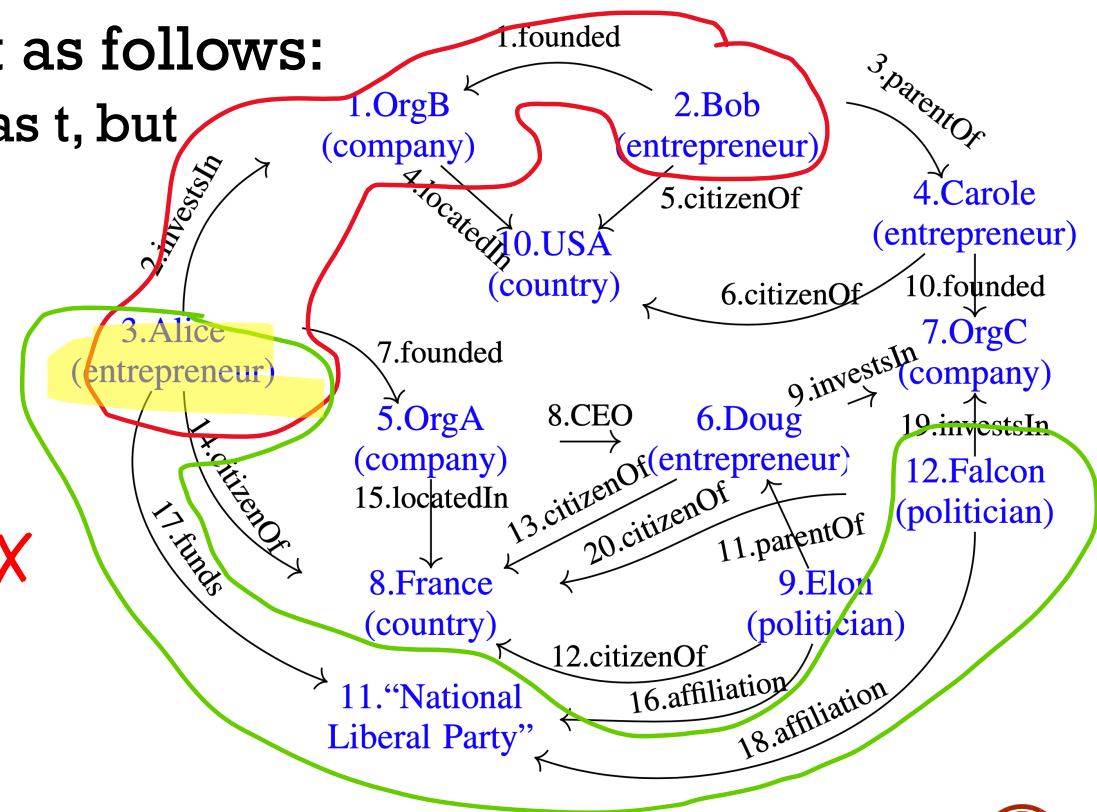 t as follows:
as t, but
1.founded
1.OrgB
(company)
2.Bob
(entrepreneur)
3.parentOf
2.investsIn
4.locatedIn
5.citizenOf
4.Carole
(entrepreneur)
10.USA
(country)
6.citizenOf
10.founded
3.Alice
(entrepreneur)
7.founded
7.OrgC
(company)
9.investsIn
5.OrgA
(company)
8.CEO
6.Doug
(entrepreneur)
19.investsIn
12.Falcon
(politician)
14.citizenOf
15.locatedIn
13.citizenOf
20.citizenOf
11.parentOf
17.funds
X
8.France
(country)
9.Elon
(politician)
12.citizenOf
16.affiliation
11.“National
Liberal Party”
18.affiliation